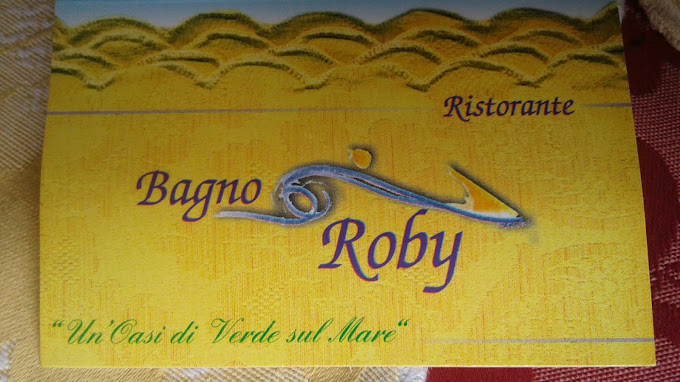 Ristorante
Bagno
Roby
"Un'Oasi di Verde sul Mare"